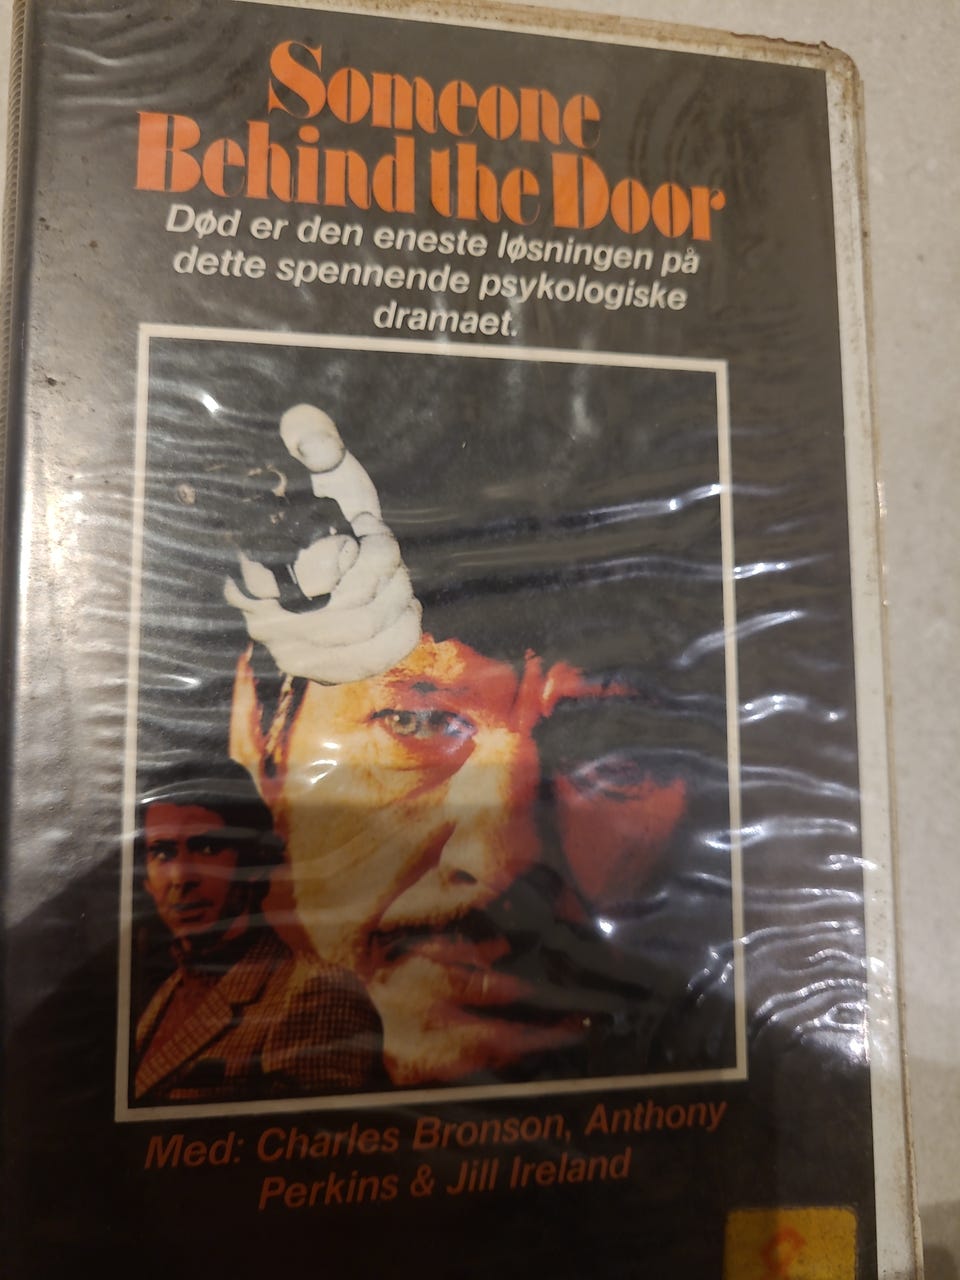 Someone
Behind the Door
Død er den eneste løsningen på
dette spennende psykologiske
dramaet.
Med: Charles Bronson, Anthony
Perkins & Jill Ireland